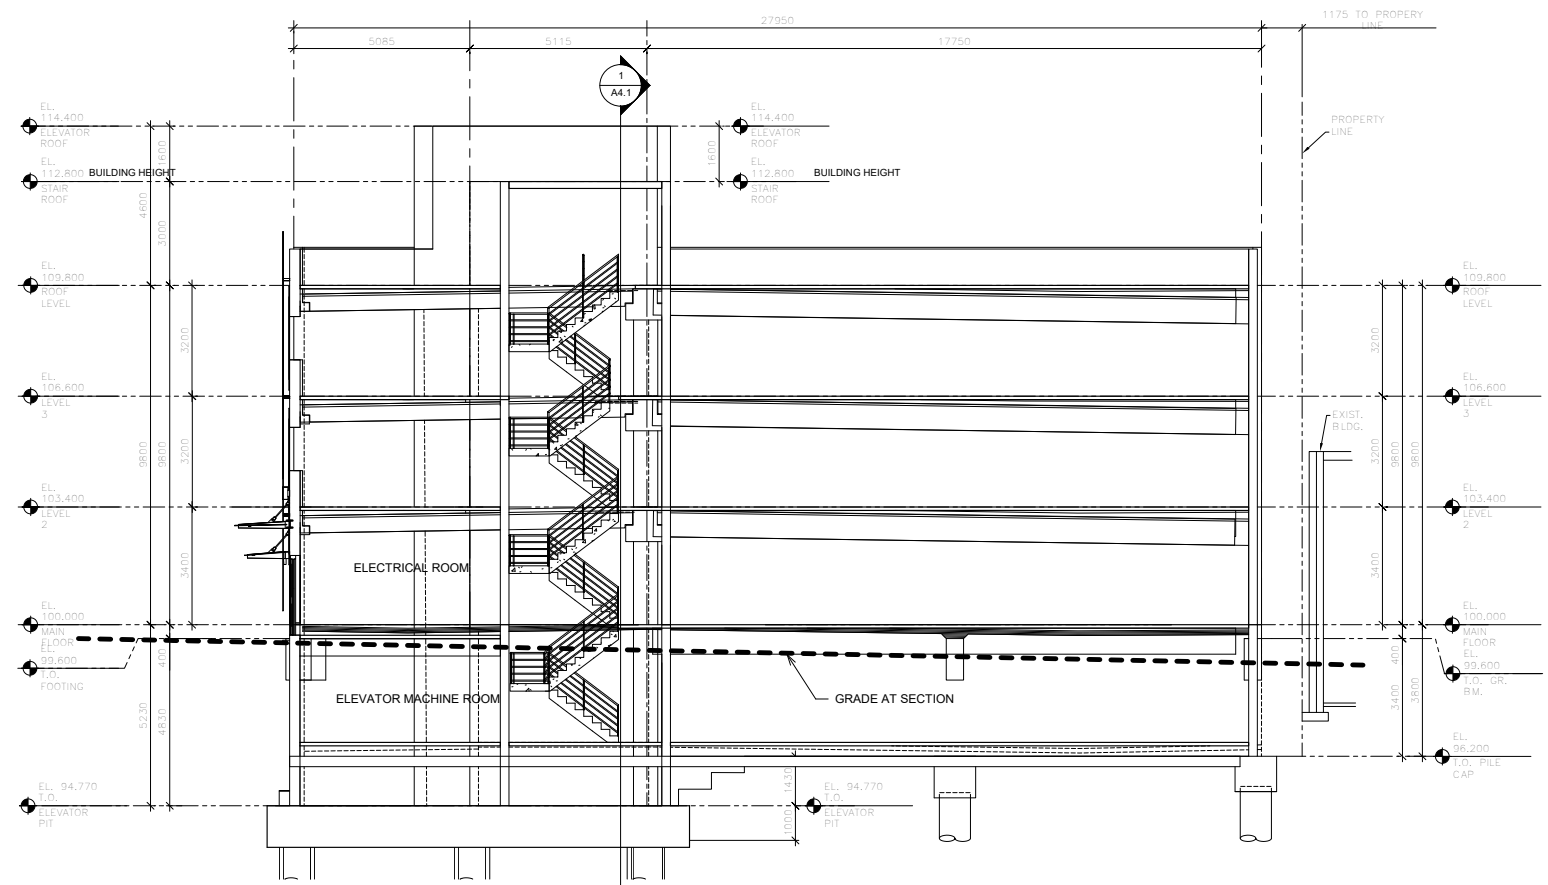 27950
1175 TO PROPERY
LINE
5085
5115
17750
1
A4.1
EL.
114.400
ELEVATOR
ROOF
EL.
114.400
ELEVATOR
ROOF
PROPERTY
LINE
1600
1600
EL.
112.800
BUILDING HEIGHT
STAIR
ROOF
EL.
112.800
BUILDING HEIGHT
STAIR
ROOF
4600
3000
EL.
109.800
ROOF
LEVEL
EL.
109.800
ROOF
LEVEL
3200
3200
EL.
106.600
LEVEL
3
EL.
106.600
LEVEL
3
EXIST.
BLDG.
9800
9800
3200
3200
9800
9800
EL.
103.400
LEVEL
2
EL.
103.400
LEVEL
2
3400
3400
ELECTRICAL ROOM
EL.
100.000
MAIN
FLOOR
EL.
99.600
T.O.
FOOTING
EL.
100.000
MAIN
FLOOR
EL.
99.600
T.O. GR.
BM.
400
400
ELEVATOR MACHINE ROOM
GRADE AT SECTION
5230
4830
3400
3800
EL.
96.200
T.O. PILE
CAP
1430
1000
EL. 94.770
T.O.
ELEVATOR
PIT
EL. 94.770
T.O.
ELEVATOR
PIT